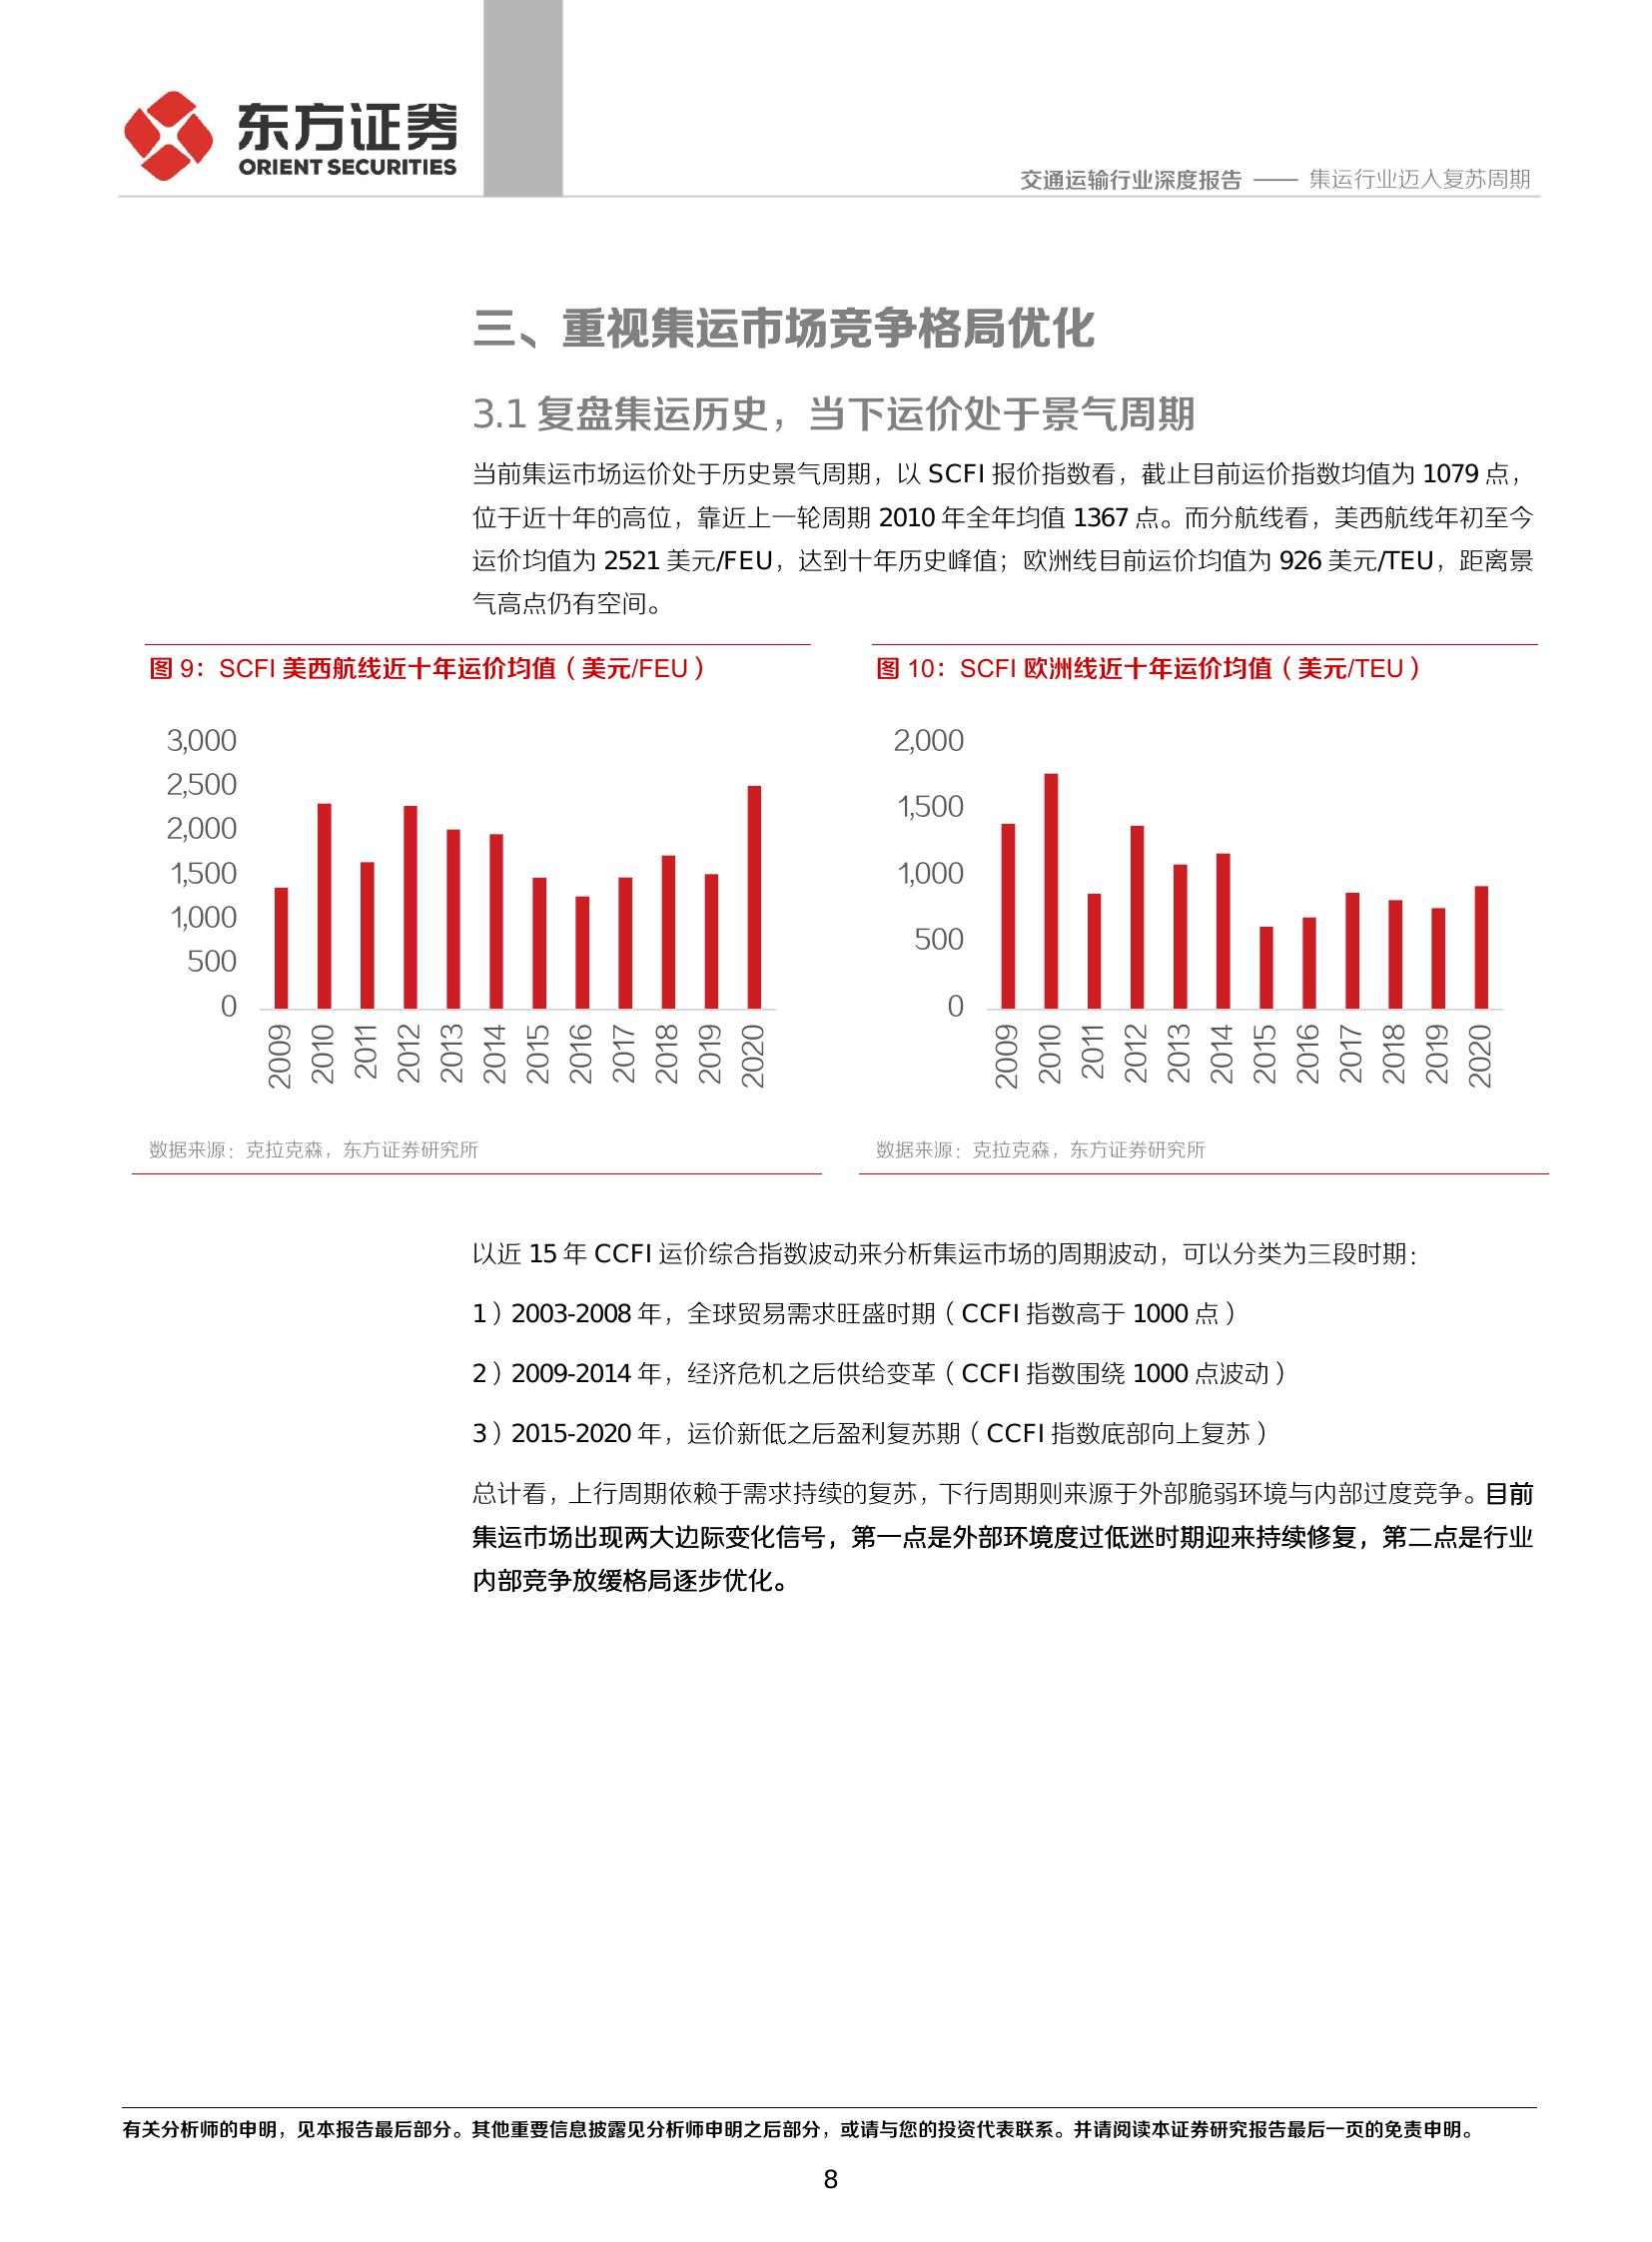 东方证券
ORIENT SECURITIES
交通运输行业深度报告 —— 集运行业迈入复苏周期
三、重视集运市场竞争格局优化
3.1 复盘集运历史，当下运价处于景气周期
当前集运市场运价处于历史景气周期，以 SCFI 报价指数看，截止目前运价指数均值为 1079 点，
位于近十年的高位，靠近上一轮周期 2010 年全年均值 1367 点。而分航线看，美西航线年初至今
运价均值为 2521 美元/FEU，达到十年历史峰值；欧洲线目前运价均值为 926 美元/TEU，距离景
气高点仍有空间。
图 9：SCFI 美西航线近十年运价均值（美元/FEU）
3,000
2,500
2,000
1,500
1,000
500
0
2009
2010
2011
2012
2013
2014
2015
2016
2017
2018
2019
2020
数据来源：克拉克森，东方证券研究所
图 10：SCFI 欧洲线近十年运价均值（美元/TEU）
2,000
1,500
1,000
500
0
2009
2010
2011
2012
2013
2014
2015
2016
2017
2018
2019
2020
数据来源：克拉克森，东方证券研究所
以近 15 年 CCFI 运价综合指数波动来分析集运市场的周期波动，可以分类为三段时期：
1）2003-2008 年，全球贸易需求旺盛时期（CCFI 指数高于 1000 点）
2）2009-2014 年，经济危机之后供给变革（CCFI 指数围绕 1000 点波动）
3）2015-2020 年，运价新低之后盈利复苏期（CCFI 指数底部向上复苏）
总计看，上行周期依赖于需求持续的复苏，下行周期则来源于外部脆弱环境与内部过度竞争。目前
集运市场出现两大边际变化信号，第一点是外部环境度过低迷时期迎来持续修复，第二点是行业
内部竞争放缓格局逐步优化。
有关分析师的申明，见本报告最后部分。其他重要信息披露见分析师申明之后部分，或请与您的投资代表联系。并请阅读本证券研究报告最后一页的免责申明。
8